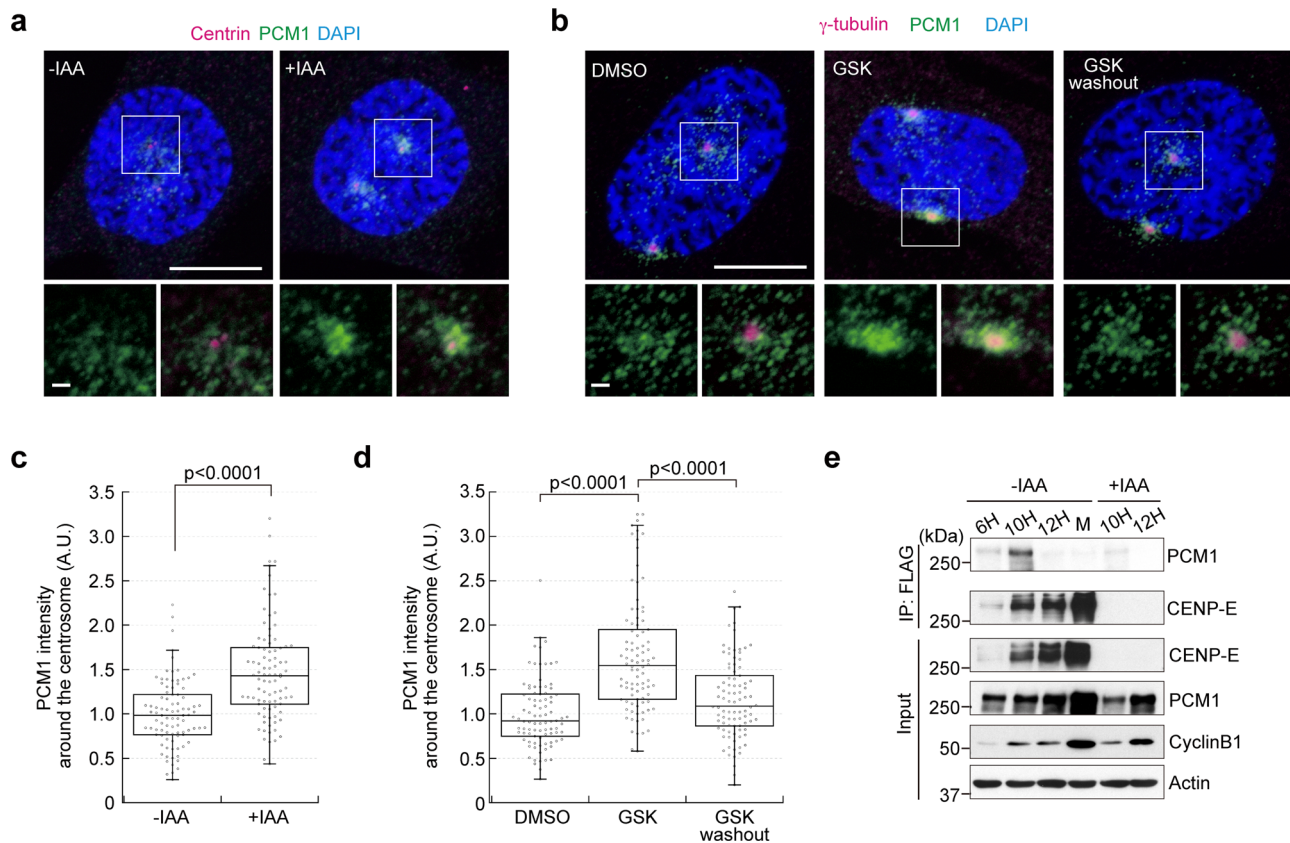 a
Centrin PCM1 DAPI
-IAA
+IAA
b
γ-tubulin PCM1 DAPI
DMSO
GSK
GSK
washout
c
p<0.0001
PCM1 intensity
around the centrosome (A.U.)
3.5
3.0
2.5
2.0
1.5
1.0
0.5
0
-IAA
+IAA
d
p<0.0001
p<0.0001
PCM1 intensity
around the centrosome (A.U.)
3.5
3.0
2.5
2.0
1.5
1.0
0.5
0
DMSO
GSK
GSK
washout
e
-IAA
+IAA
6H 10H 12H M 10H 12H
(kDa)
IP: FLAG
250
PCM1
250
CENP-E
Input
250
CENP-E
250
PCM1
50
CyclinB1
37
Actin